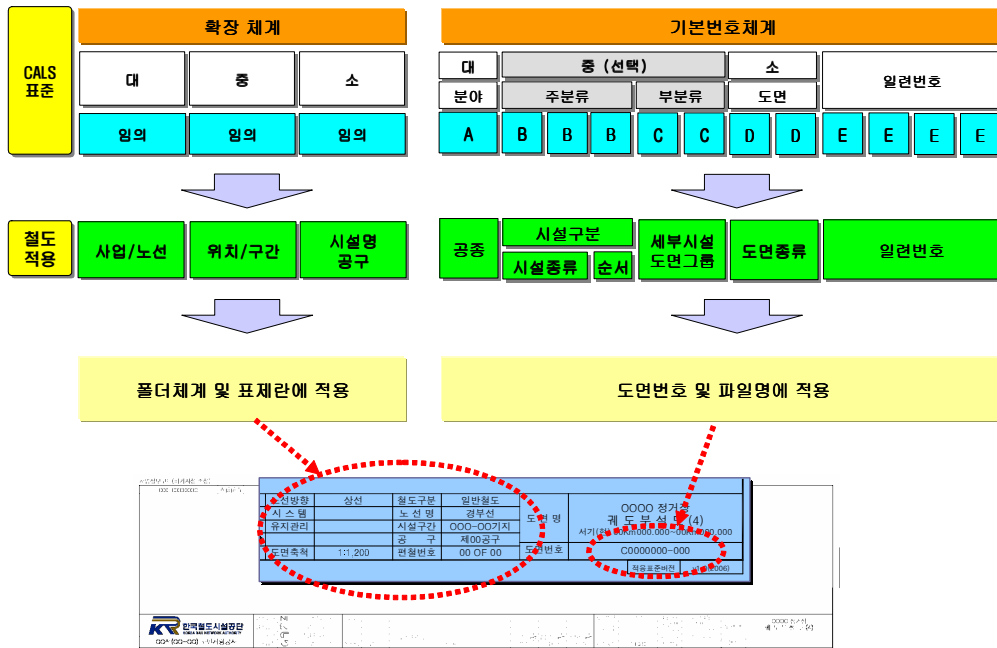 확장 체계
기본번호체계
CALS
표준
대
중
소
대
중 (선택)
소
일련번호
분야
주분류
부분류
도면
임의
임의
임의
A
B
B
B
C
C
D
D
E
E
E
E
철도
적용
사업/노선
위치/구간
시설명
공구
공종
시설구분
시설종류
순서
세부시설
도면그룹
도면종류
일련번호
폴더체계 및 표제란에 적용
도면번호 및 파일명에 적용
노선방향
상선
철도구분
일반철도
시 스 템
노 선 명
경부선
유지관리
시설구간
OOO-OO기지
공 구
제00공구
도면축척
1:1,200
편철번호
00 OF 00
도 면 명
OOOO 정거장
궤 도 부 설 도 (4)
도면번호
C0000000-000
적용표준버전
한국철도시설공단
KOREA RAIL NETWORK AUTHORITY